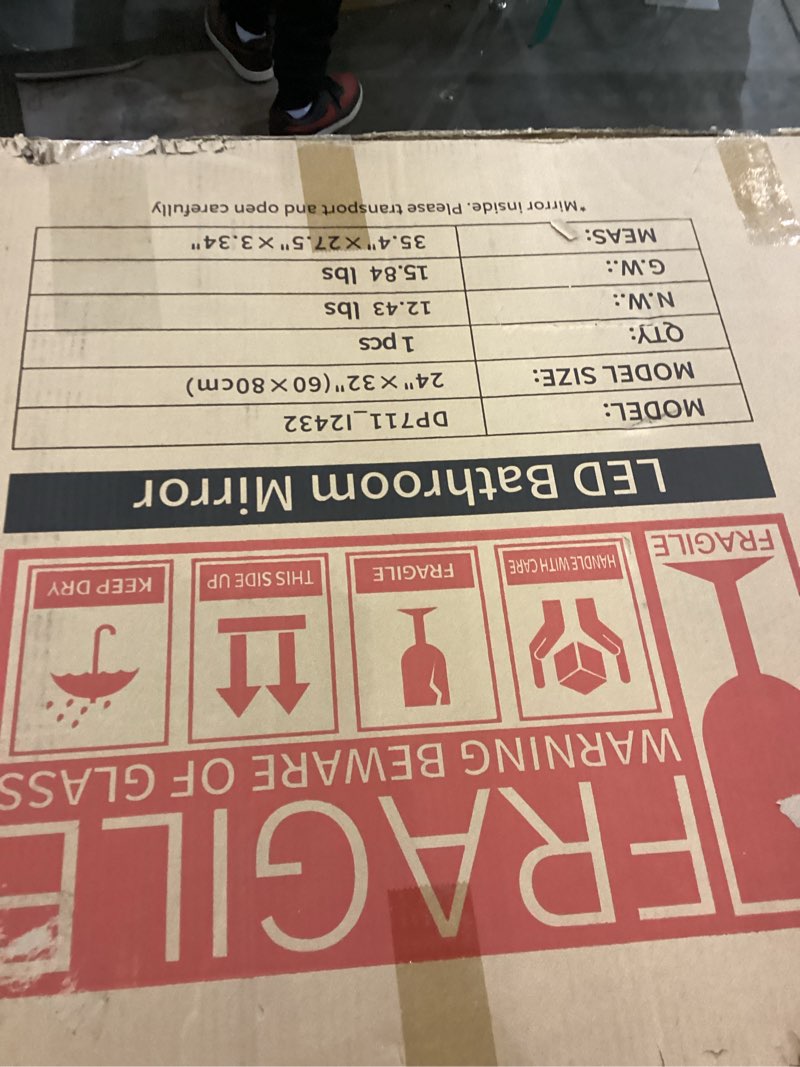 FRAGILE
WARNING BEWARE OF GLASS
FRAGILE
HANDLE WITH CARE
FRAGILE
THIS SIDE UP
KEEP DRY
LED Bathroom Mirror
MODEL: DP711_I2432
MODEL SIZE: 24"×32"(60×80cm)
QTY: 1 pcs
N.W.: 12.43 lbs
G.W.: 15.84 lbs
MEAS: 35.4"×27.5"×3.34"
*Mirror inside. Please transport and open carefully